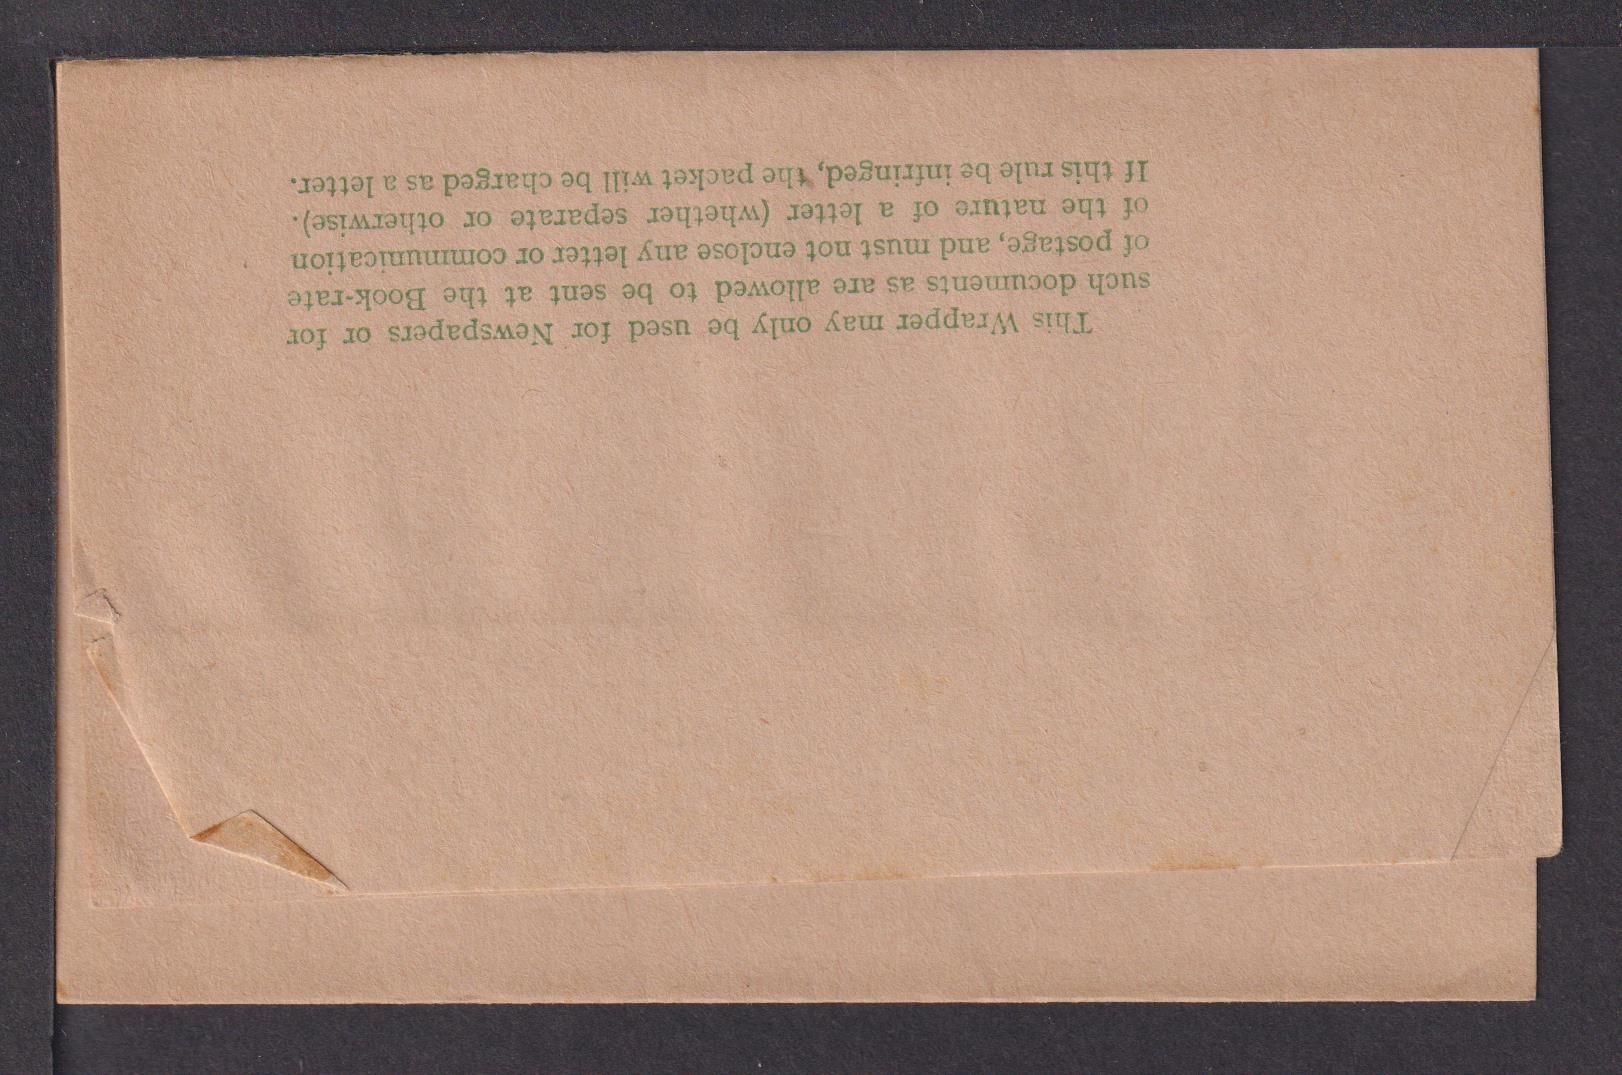 This Wrapper may only be used for Newspapers or for
such documents as are allowed to be sent at the Book-rate
of postage, and must not enclose any letter or communication
of the nature of a letter (whether separate or otherwise).
If this rule be infringed, the packet will be charged as a letter.